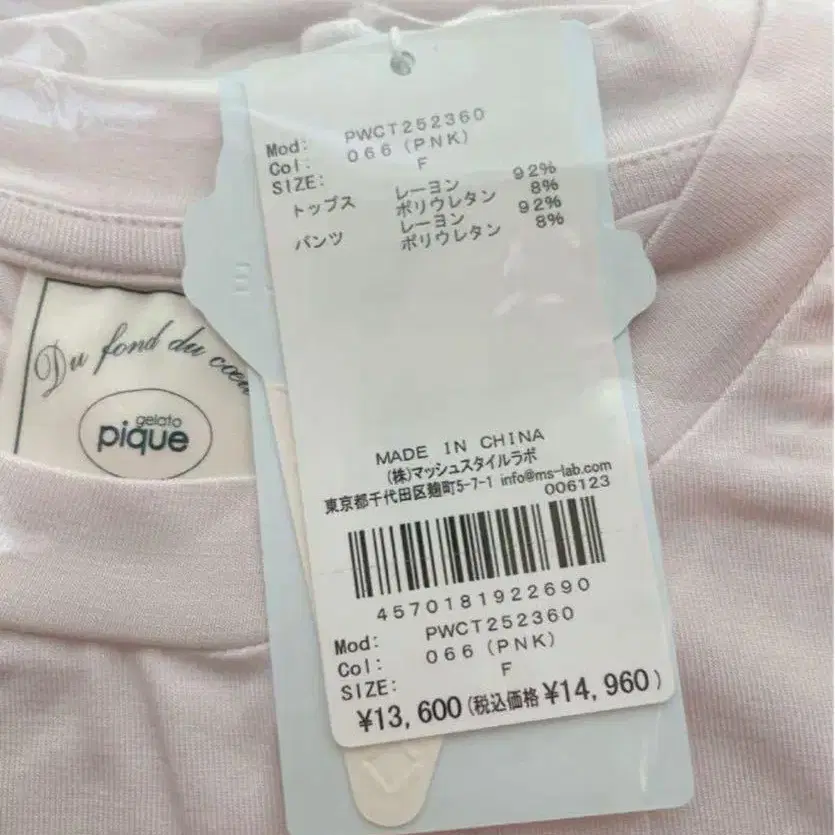 Mod: PWCT252360
Col: 066 (PNK)
SIZE: F
トップス レーヨン 92%
ポリウレタン 8%
パンツ レーヨン 92%
ポリウレタン 8%
Du fond du
gelato
pique
MADE IN CHINA
(株)マッシュスタイルラボ
東京都千代田区麹町5-7-1 info@ms-lab.com
006123
4570181922690
Mod: PWCT252360
Col: 066 (PNK)
SIZE: F
¥13,600(税込価格¥14,960)